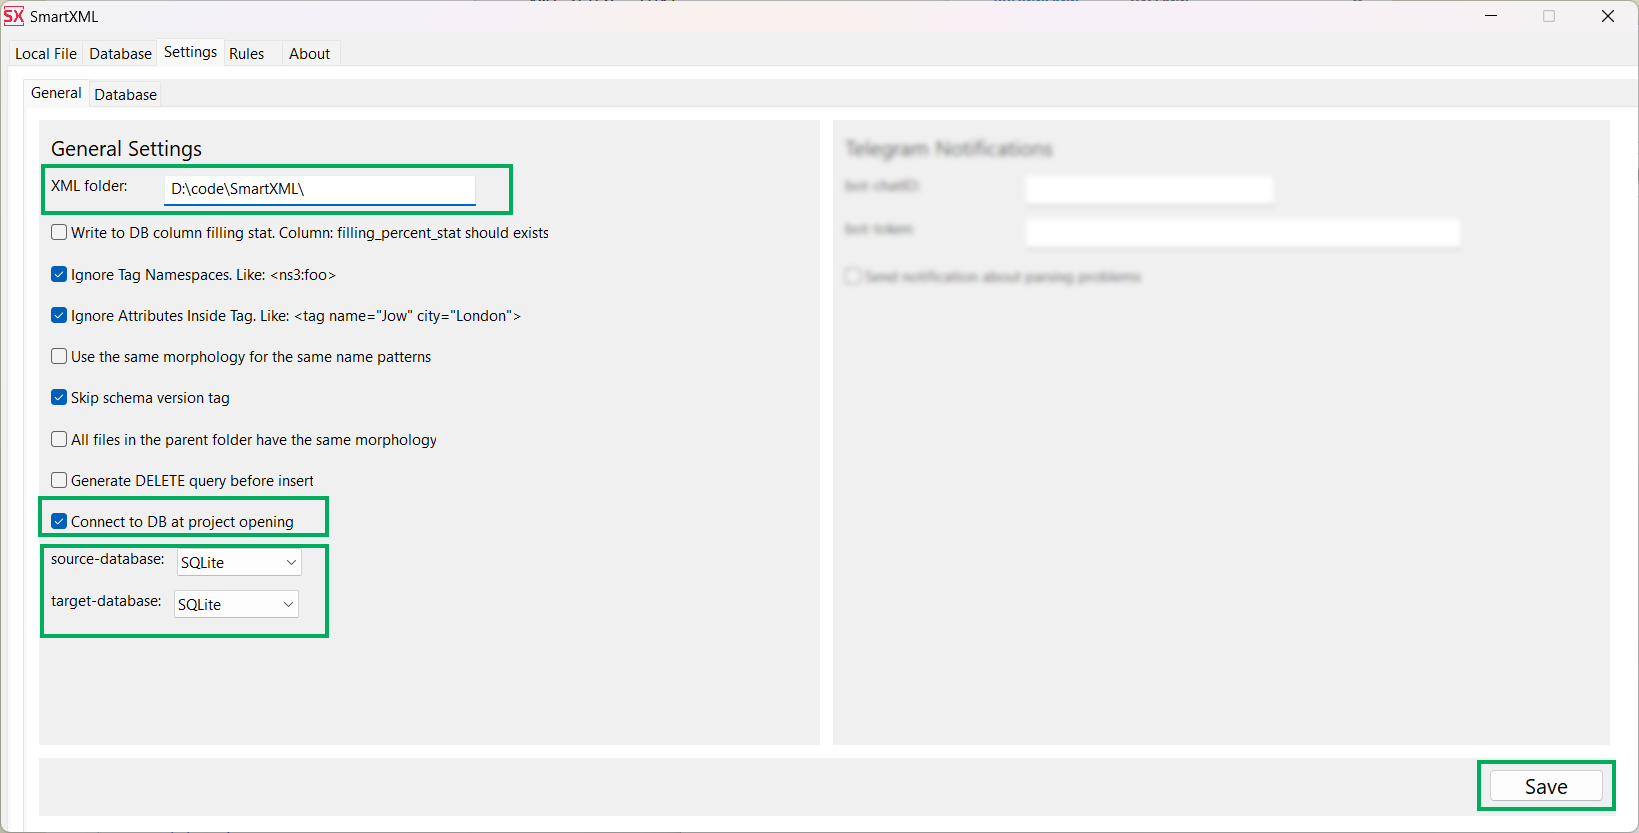 SX SmartXML
Local File Database Settings Rules About
General Database
General Settings
XML folder: D:\code\SmartXML\
Write to DB column filling stat. Column: filling_percent_stat should exists
Ignore Tag Namespaces. Like: <ns3:foo>
Ignore Attributes Inside Tag. Like: <tag name="Jow" city="London">
Use the same morphology for the same name patterns
Skip schema version tag
All files in the parent folder have the same morphology
Generate DELETE query before insert
Connect to DB at project opening
source-database: SQLite
target-database: SQLite
Telegram Notifications
bot-chatID:
bot-token:
Send notification about parsing problems
Save